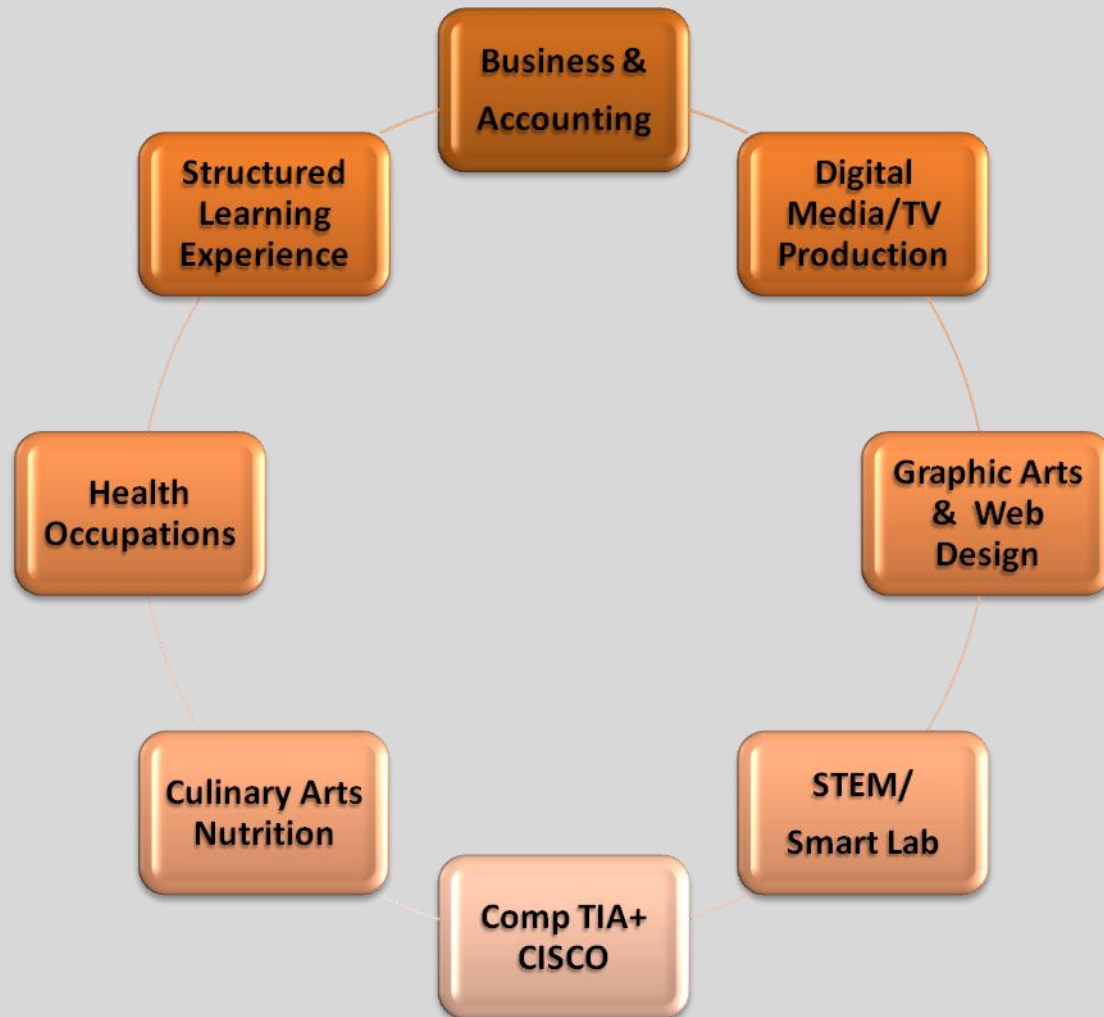 Business &
Accounting
Digital
Media/TV
Production
Graphic Arts
& Web
Design
STEM/
Smart Lab
Comp TIA+
CISCO
Culinary Arts
Nutrition
Health
Occupations
Structured
Learning
Experience